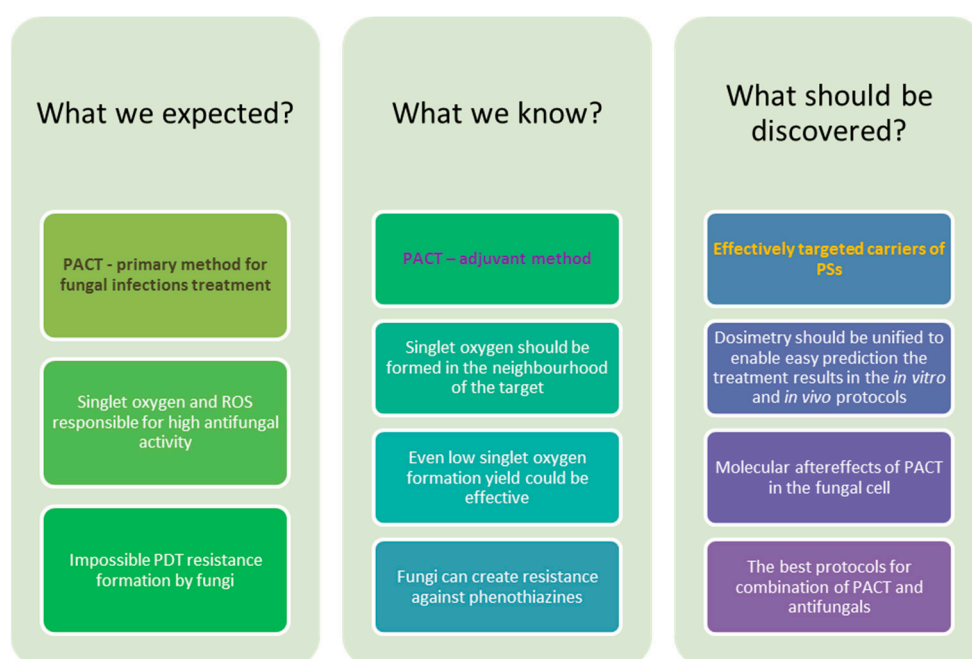 What we expected?
PACT - primary method for
fungal infections treatment
Singlet oxygen and ROS
responsible for high antifungal
activity
Impossible PDT resistance
formation by fungi
What we know?
PACT – adjuvant method
Singlet oxygen should be
formed in the neighbourhood
of the target
Even low singlet oxygen
formation yield could be
effective
Fungi can create resistance
against phenothiazines
What should be
discovered?
Effectively targeted carriers of
PSs
Dosimetry should be unified to
enable easy prediction the
treatment results in the in vitro
and in vivo protocols
Molecular aftereffects of PACT
in the fungal cell
The best protocols for
combination of PACT and
antifungals